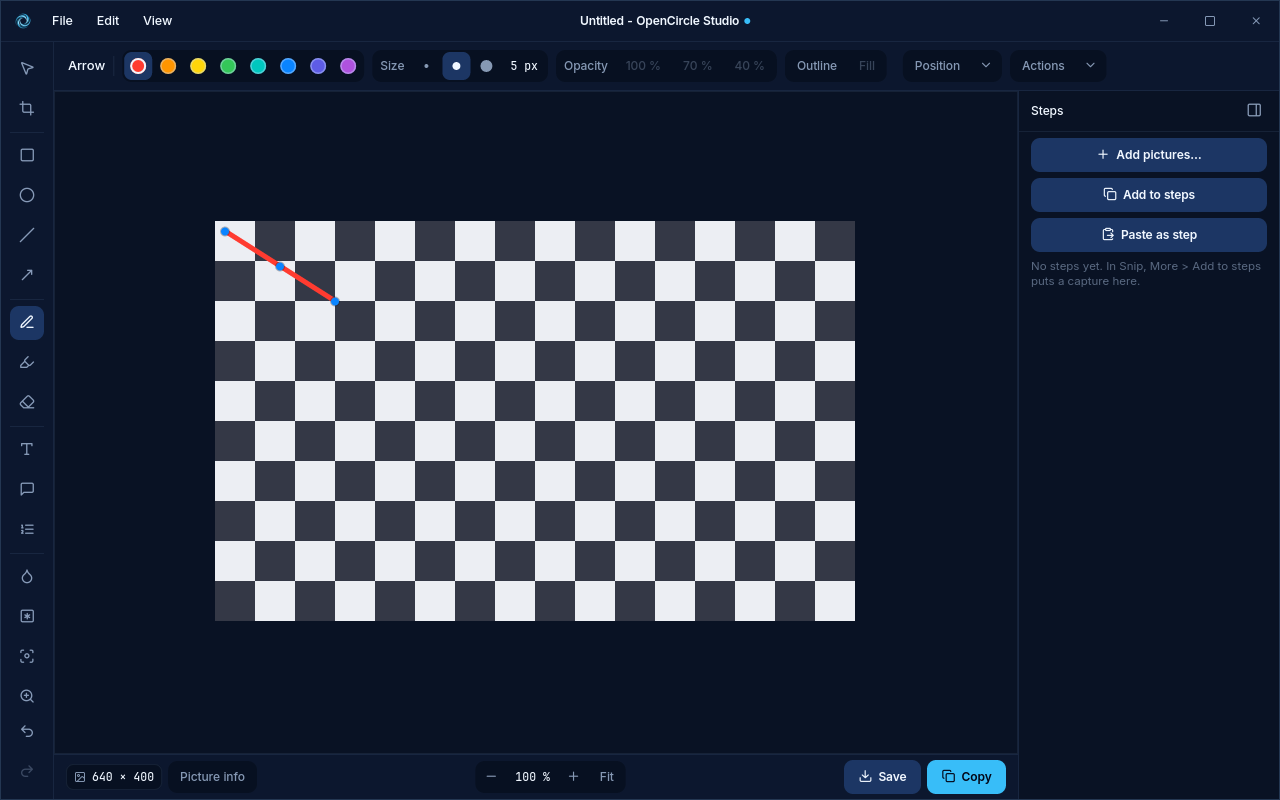 File Edit View
Untitled - OpenCircle Studio
Arrow
Size 5 px
Opacity 100 % 70 % 40 %
Outline Fill
Position
Actions
Steps
Add pictures...
Add to steps
Paste as step
No steps yet. In Snip, More > Add to steps
puts a capture here.
640 × 400
Picture info
100 %
Fit
Save
Copy